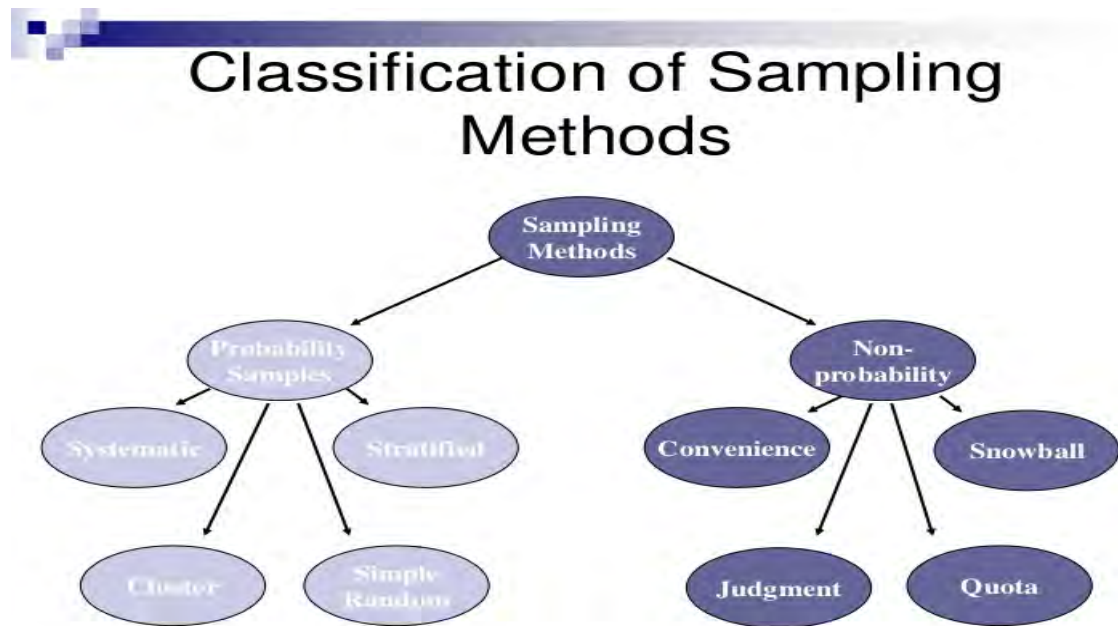 Classification of Sampling
Methods
Sampling
Methods
Probability
Samples
Non-
probability
Systematic
Stratified
Convenience
Snowball
Cluster
Simple
Random
Judgment
Quota